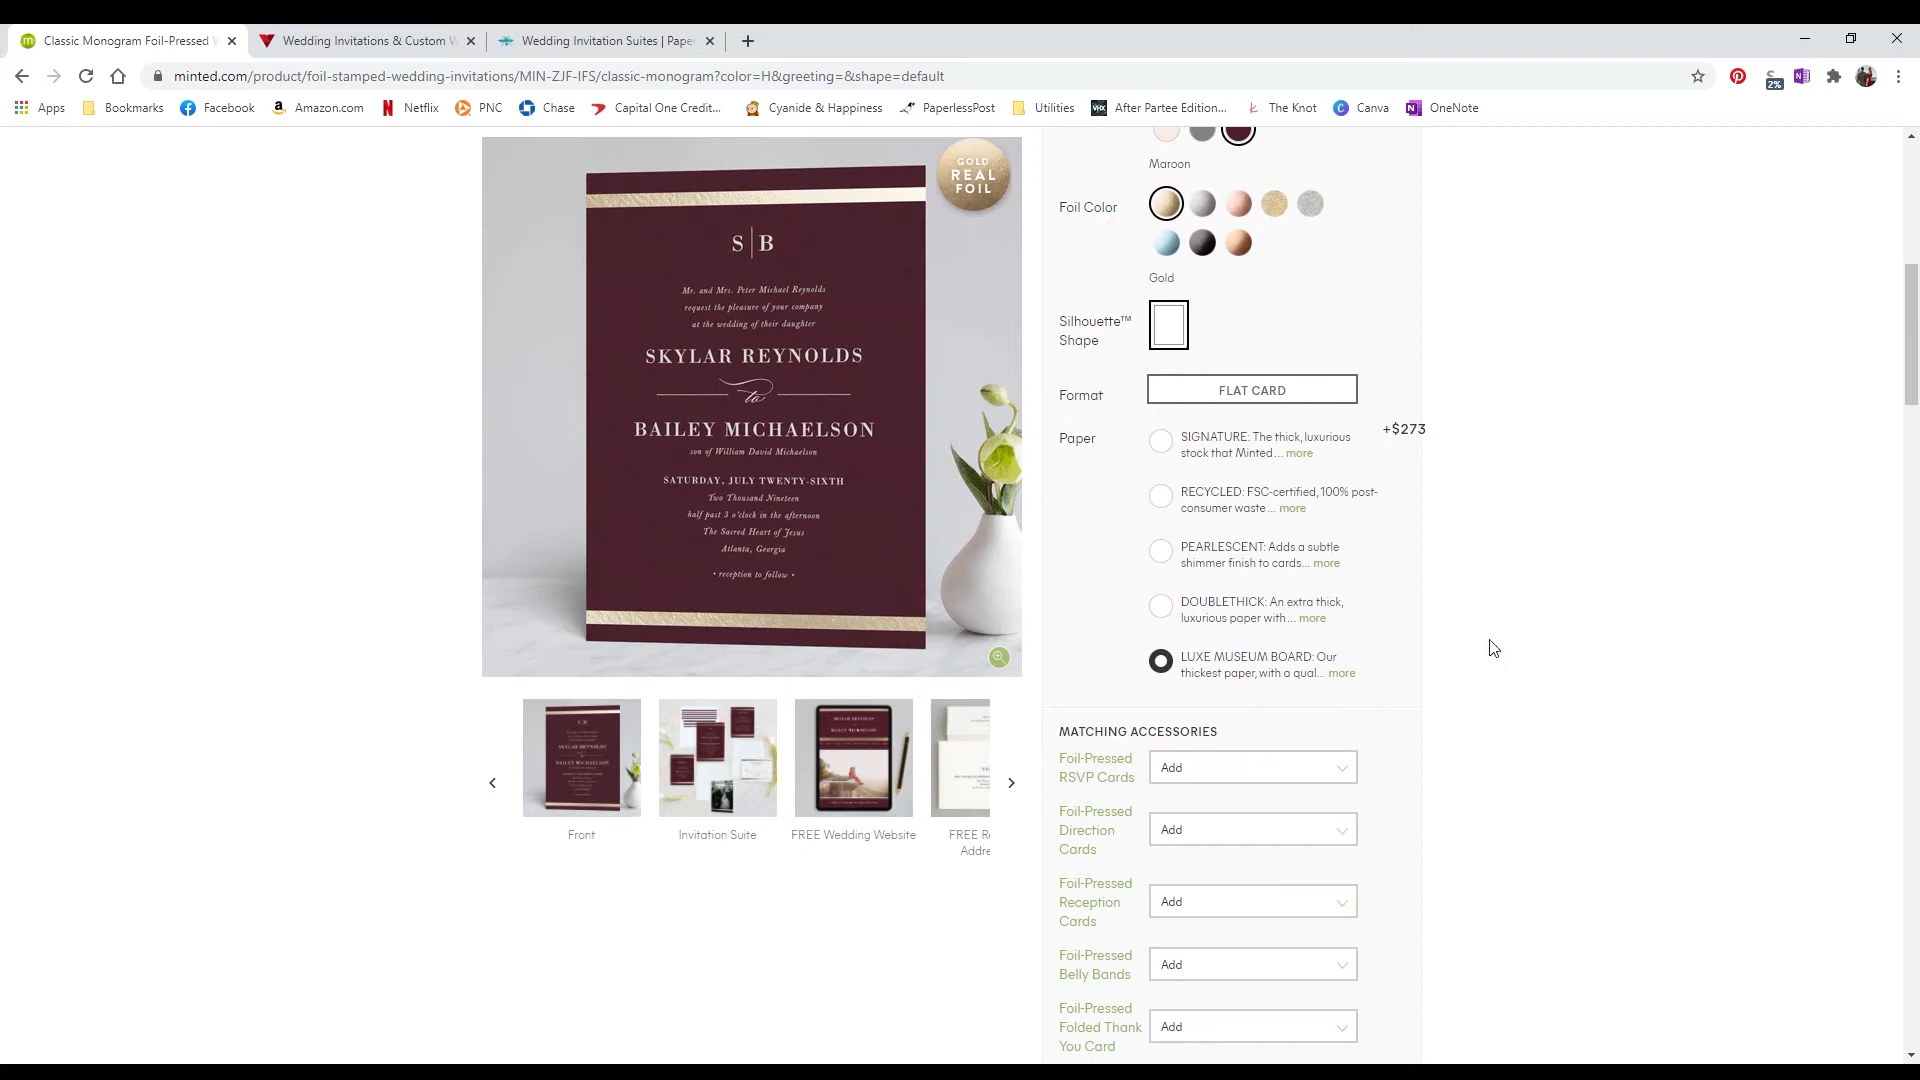 Classic Monogram Foil-Pressed W
Wedding Invitations & Custom W
Wedding Invitation Suites | Pape
minted.com/product/foil-stamped-wedding-invitations/MIN-ZJF-IFS/classic-monogram?color=H&greeting=&shape=default
2%
Apps
Bookmarks
Facebook
Amazon.com
Netflix
PNC
Chase
Capital One Credit...
Cyanide & Happiness
PaperlessPost
Utilities
After Partee Edition...
The Knot
Canva
OneNote
GOLD
REAL
FOIL
S|B
Mr. and Mrs. Peter Michael Reynolds
request the pleasure of your company
at the wedding of their daughter
SKYLAR REYNOLDS
to
BAILEY MICHAELSON
son of William David Michaelson
SATURDAY, JULY TWENTY-SIXTH
Two Thousand Nineteen
half past 3 o'clock in the afternoon
The Sacred Heart of Jesus
Atlanta, Georgia
• reception to follow •
Front
Invitation Suite
FREE Wedding Website
FREE R
Addre
Maroon
Foil Color
Gold
Silhouette™
Shape
Format
FLAT CARD
Paper
+$273
SIGNATURE: The thick, luxurious
stock that Minted... more
RECYCLED: FSC-certified, 100% post-
consumer waste... more
PEARLESCENT: Adds a subtle
shimmer finish to cards... more
DOUBLETHICK: An extra thick,
luxurious paper with... more
LUXE MUSEUM BOARD: Our
thickest paper, with a qual... more
MATCHING ACCESSORIES
Foil-Pressed
RSVP Cards
Add
Foil-Pressed
Direction
Cards
Add
Foil-Pressed
Reception
Cards
Add
Foil-Pressed
Belly Bands
Add
Foil-Pressed
Folded Thank
You Card
Add